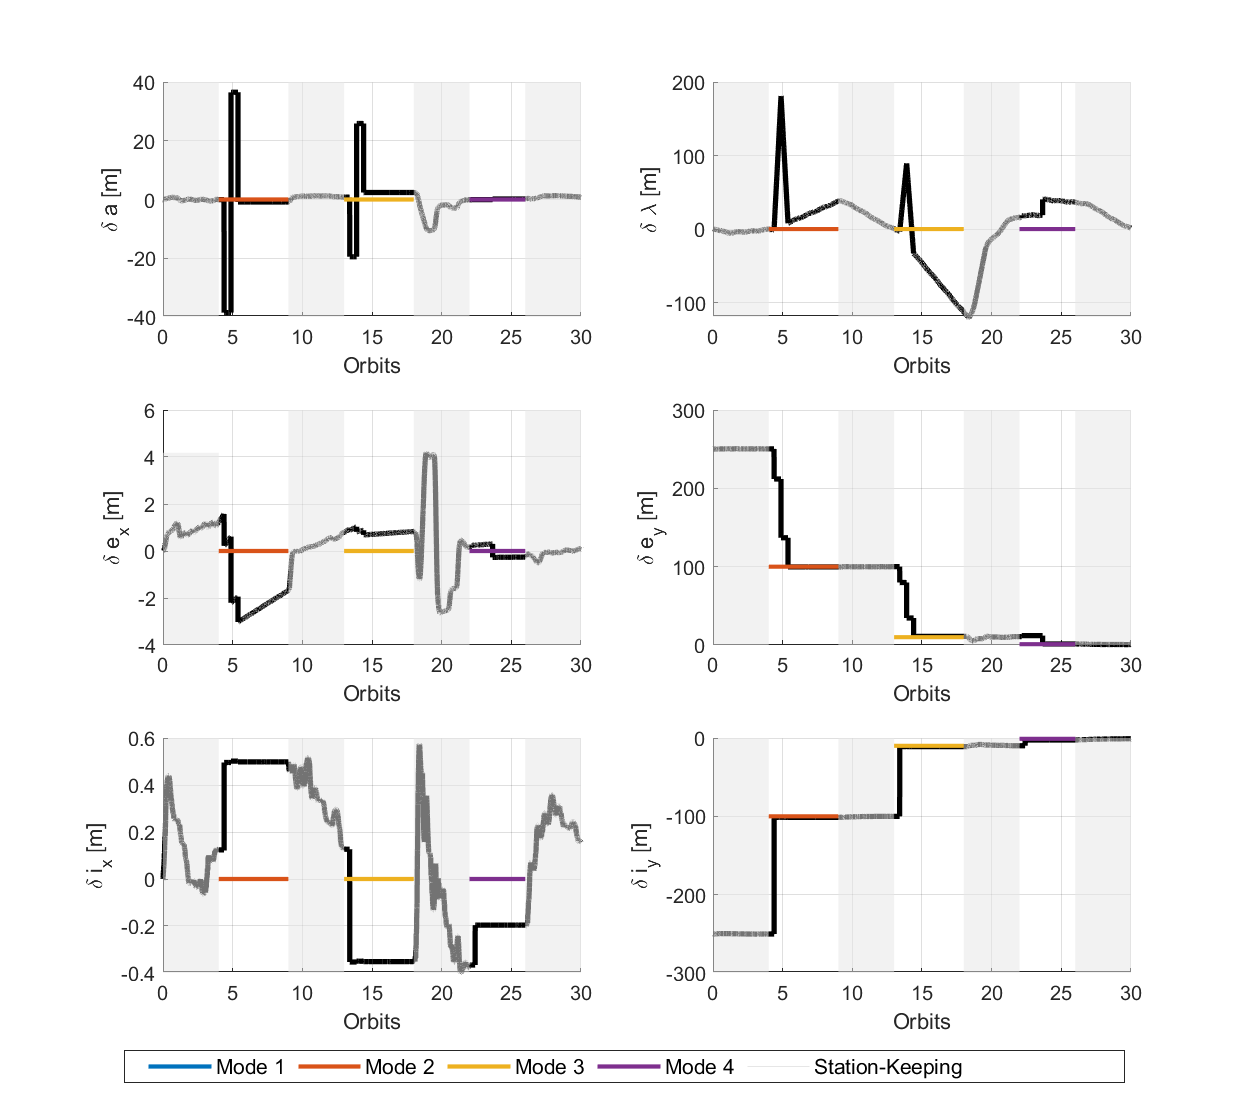 40
20
0
-20
-40
δ a [m]
0 5 10 15 20 25 30
Orbits
200
100
0
-100
δ λ [m]
0 5 10 15 20 25 30
Orbits
6
4
2
0
-2
-4
δ e_x [m]
0 5 10 15 20 25 30
Orbits
300
200
100
0
δ e_y [m]
0 5 10 15 20 25 30
Orbits
0.6
0.4
0.2
0
-0.2
-0.4
δ i_x [m]
0 5 10 15 20 25 30
Orbits
0
-100
-200
-300
δ i_y [m]
0 5 10 15 20 25 30
Orbits
Mode 1 Mode 2 Mode 3 Mode 4 Station-Keeping